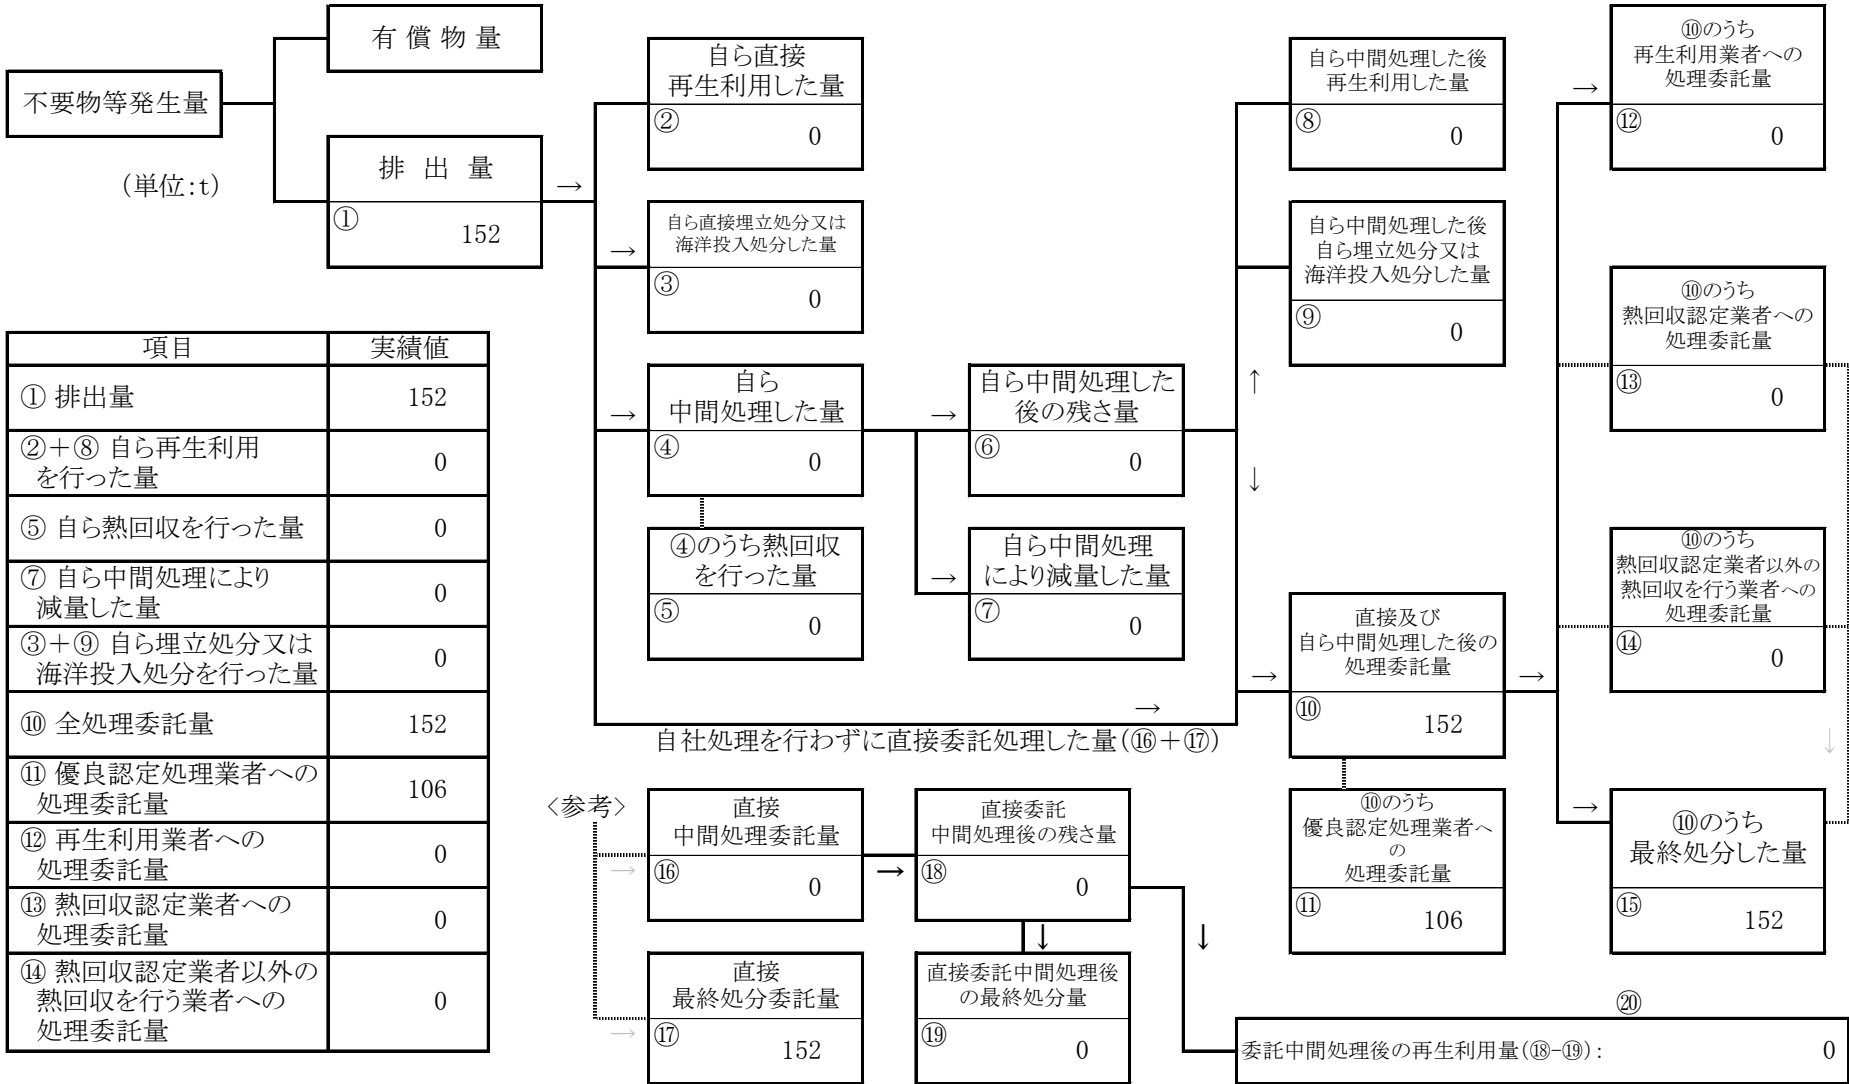 有 償 物 量
不要物等発生量
(単位:t)
排 出 量
①
152
→
自ら直接
再生利用した量
②
0
→
自ら直接埋立処分又は
海洋投入処分した量
③
0
→
自ら
中間処理した量
④
0
④のうち熱回収
を行った量
⑤
0
→
自ら中間処理した
後の残さ量
⑥
0
→
自ら中間処理
により減量した量
⑦
0
自ら中間処理した後
再生利用した量
⑧
0
自ら中間処理した後
自ら埋立処分又は
海洋投入処分した量
⑨
0
↑
↓
→
自社処理を行わずに直接委託処理した量(⑯+⑰)
→
直接及び
自ら中間処理した後の
処理委託量
⑩
152
→
⑩のうち
優良認定処理業者へ
の
処理委託量
⑪
106
→
⑩のうち
再生利用業者への
処理委託量
⑫
0
⑩のうち
熱回収認定業者への
処理委託量
⑬
0
⑩のうち
熱回収認定業者以外の
熱回収を行う業者への
処理委託量
⑭
0
↓
→
⑩のうち
最終処分した量
⑮
152
項目 実績値
① 排出量 152
②+⑧ 自ら再生利用
を行った量 0
⑤ 自ら熱回収を行った量 0
⑦ 自ら中間処理により
減量した量 0
③+⑨ 自ら埋立処分又は
海洋投入処分を行った量 0
⑩ 全処理委託量 152
⑪ 優良認定処理業者への
処理委託量 106
⑫ 再生利用業者への
処理委託量 0
⑬ 熱回収認定業者への
処理委託量 0
⑭ 熱回収認定業者以外の
熱回収を行う業者への
処理委託量 0
〈参考〉
→
直接
中間処理委託量
⑯
0
→
直接委託
中間処理後の残さ量
⑱
0
↓
↓
→
直接
最終処分委託量
⑰
152
直接委託中間処理後
の最終処分量
⑲
0
⑳
委託中間処理後の再生利用量(⑱-⑲): 0